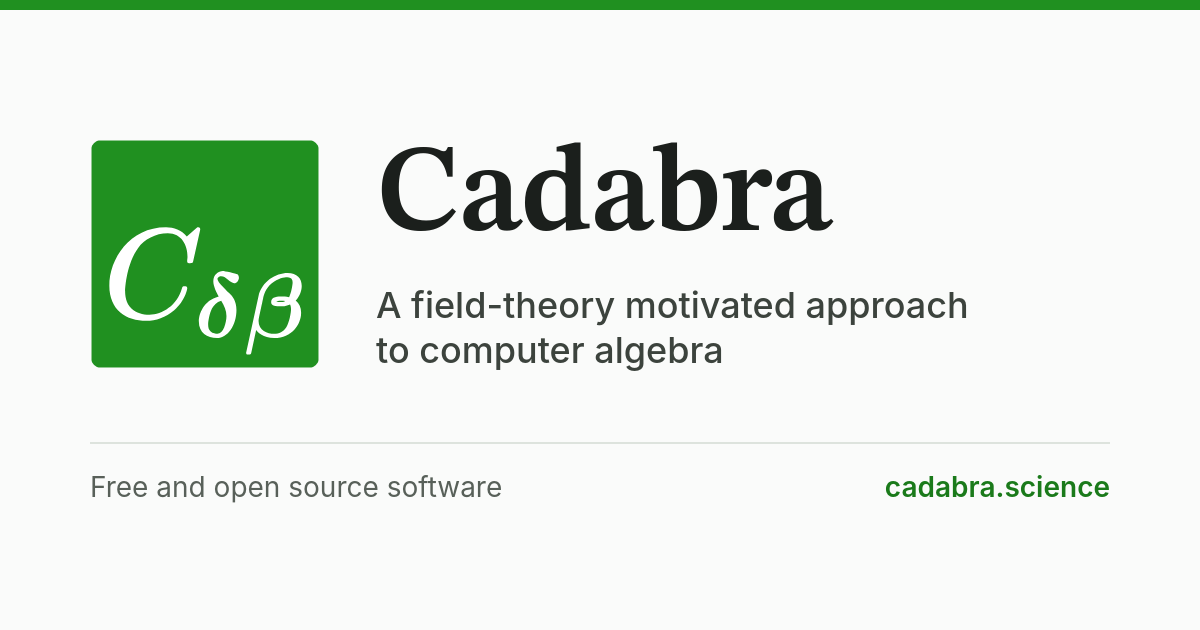 Cδβ
Cadabra
A field-theory motivated approach
to computer algebra
Free and open source software
cadabra.science